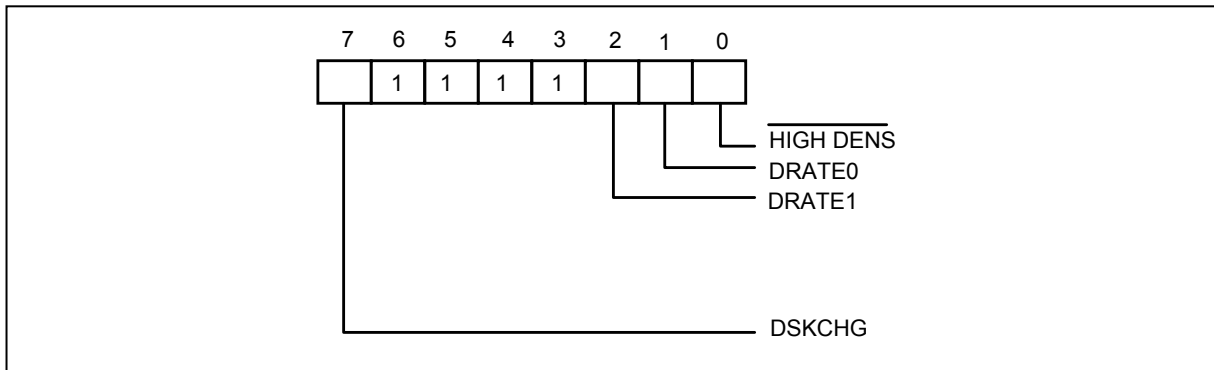 7 6 5 4 3 2 1 0
1 1 1 1
HIGH DENS
DRATE0
DRATE1
DSKCHG